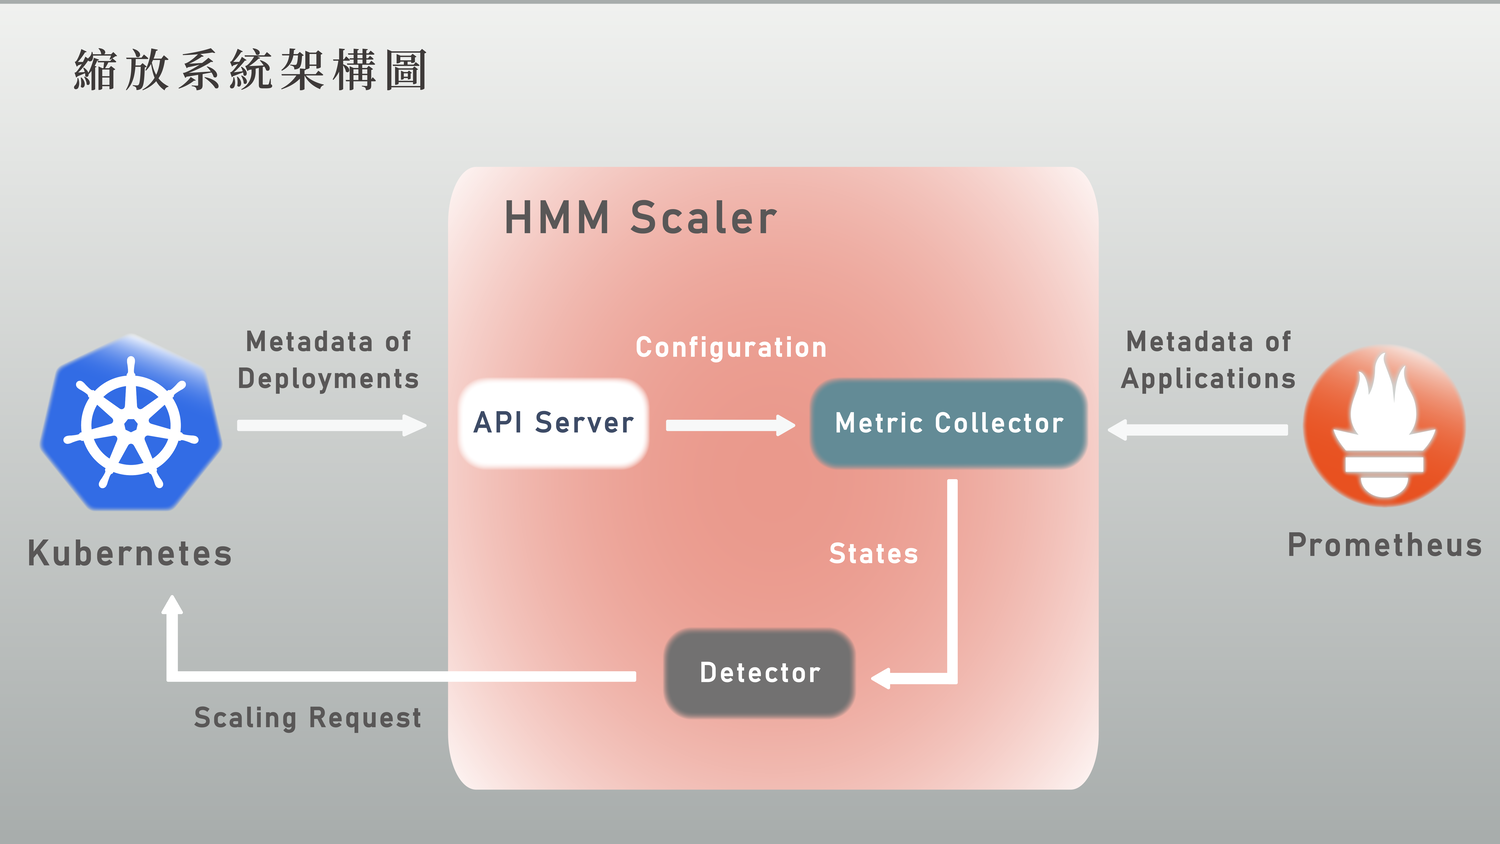 縮放系統架構圖
HMM Scaler
Metadata of
Deployments
Configuration
Metadata of
Applications
API Server
Metric Collector
Kubernetes
Prometheus
States
Detector
Scaling Request